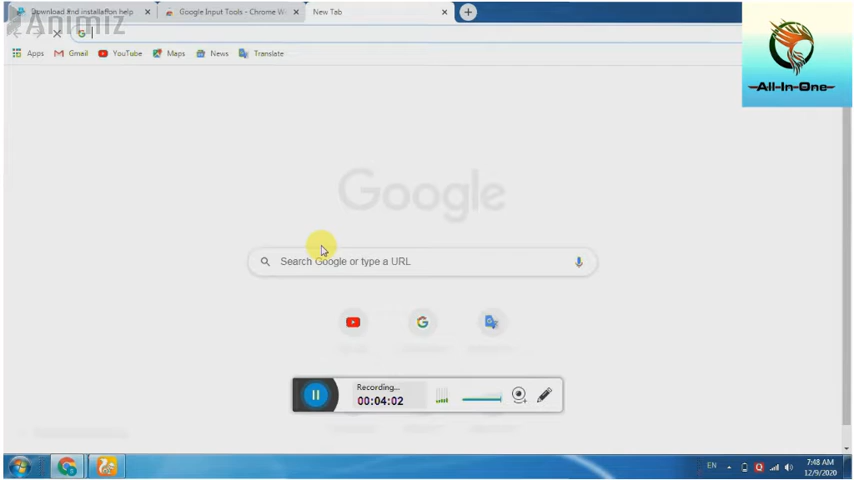 Download and installation help
Google Input Tools - Chrome W
New Tab
Animiz
Apps
Gmail
YouTube
Maps
News
Translate
All-In-One
Google
Search Google or type a URL
Recording...
00:04:02
EN
7:48 AM
12/9/2020